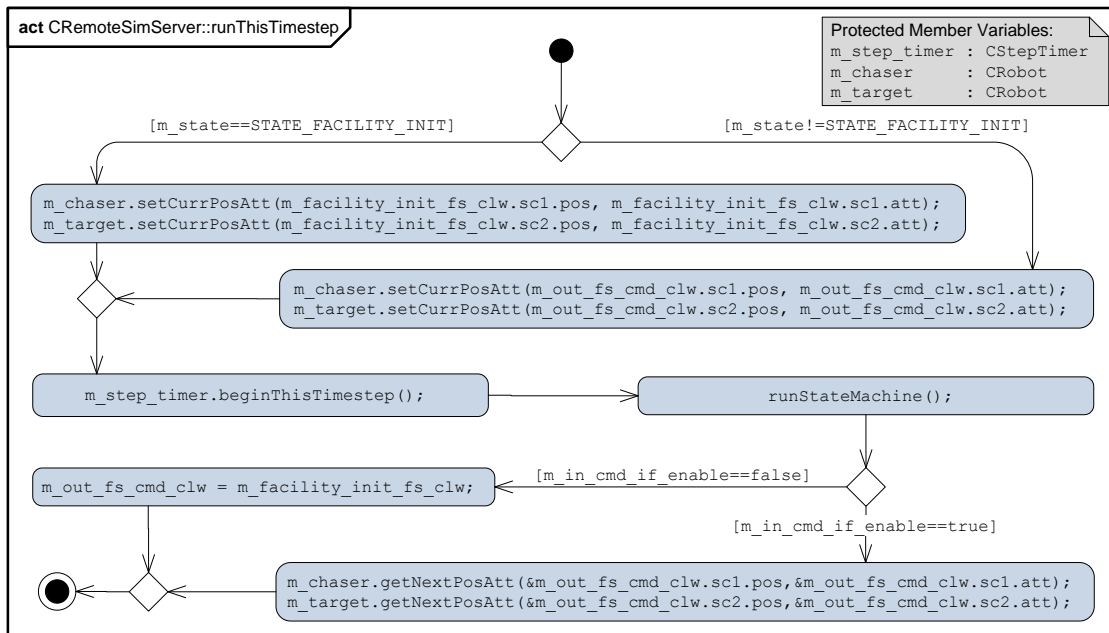 act CRemoteSimServer::runThisTimestep
Protected Member Variables:
m_step_timer : CStepTimer
m_chaser     : CRobot
m_target     : CRobot
[m_state==STATE_FACILITY_INIT]
[m_state!=STATE_FACILITY_INIT]
m_chaser.setCurrPosAtt(m_facility_init_fs_clw.sc1.pos, m_facility_init_fs_clw.sc1.att);
m_target.setCurrPosAtt(m_facility_init_fs_clw.sc2.pos, m_facility_init_fs_clw.sc2.att);
m_chaser.setCurrPosAtt(m_out_fs_cmd_clw.sc1.pos, m_out_fs_cmd_clw.sc1.att);
m_target.setCurrPosAtt(m_out_fs_cmd_clw.sc2.pos, m_out_fs_cmd_clw.sc2.att);
m_step_timer.beginThisTimestep();
runStateMachine();
[m_in_cmd_if_enable==false]
m_out_fs_cmd_clw = m_facility_init_fs_clw;
[m_in_cmd_if_enable==true]
m_chaser.getNextPosAtt(&m_out_fs_cmd_clw.sc1.pos,&m_out_fs_cmd_clw.sc1.att);
m_target.getNextPosAtt(&m_out_fs_cmd_clw.sc2.pos,&m_out_fs_cmd_clw.sc2.att);